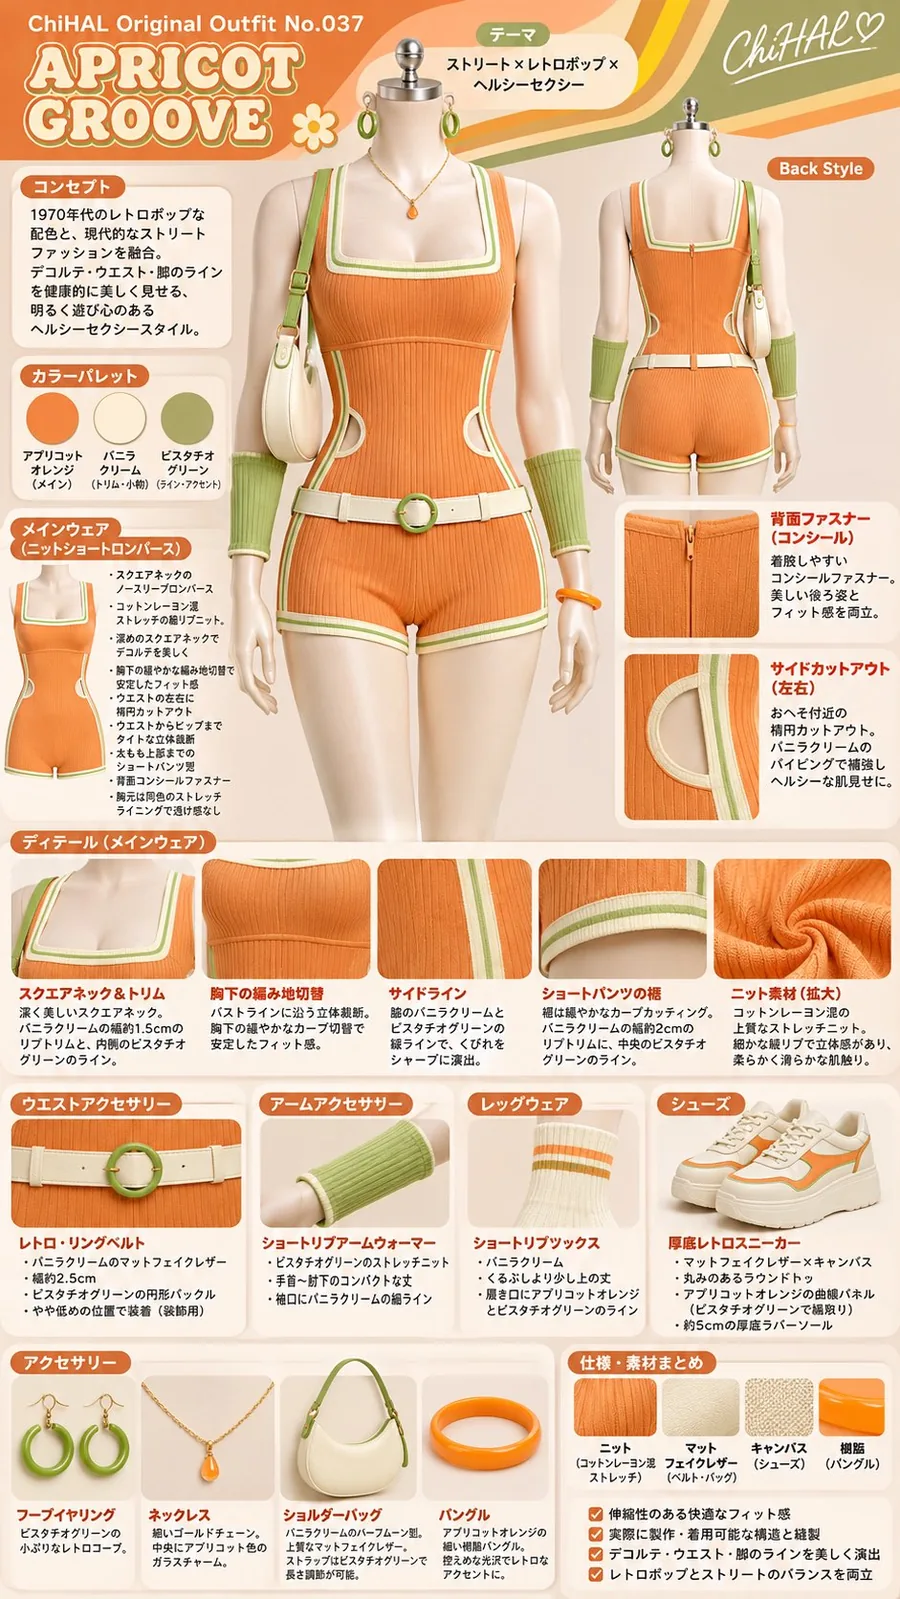 ChiHAL Original Outfit No.037
APRICOT
GROOVE
テーマ
ストリート×レトロポップ×
ヘルシーセクシー
ChiHAL♡
Back Style
コンセプト
1970年代のレトロポップな
配色と、現代的なストリート
ファッションを融合。
デコルテ・ウエスト・脚のライン
を健康的に美しく見せる、
明るく遊び心のある
ヘルシーセクシースタイル。
カラーパレット
アプリコット
オレンジ
(メイン)
バニラ
クリーム
(トリム・小物)
ピスタチオ
グリーン
(ライン・アクセント)
メインウェア
(ニットショートロンパース)
・スクエアネックの
ノースリーブロンパース
・コットンレーヨン混
ストレッチの細リブニット。
・深めのスクエアネックで
デコルテを美しく
・胸下の緩やかな編み地切替で
安定したフィット感
・ウエストの左右に
楕円カットアウト
・ウエストからヒップまで
タイトな立体裁断
・太もも上部までの
ショートパンツ型
・背面コンシールファスナー
・胸元は同色のストレッチ
ライニングで透け感なし
背面ファスナー
(コンシール)
着脱しやすい
コンシールファスナー。
美しい後ろ姿と
フィット感を両立。
サイドカットアウト
(左右)
おへそ付近の
楕円カットアウト。
バニラクリームの
パイピングで補強し
ヘルシーな肌見せに。
ディテール(メインウェア)
スクエアネック&トリム
深く美しいスクエアネック。
バニラクリームの幅約1.5cmの
リブトリムと、内側のピスタチオ
グリーンのライン。
胸下の編み地切替
バストラインに沿う立体裁断。
胸下の緩やかなカーブ切替で
安定したフィット感。
サイドライン
脇のバニラクリームと
ピスタチオグリーンの
縦ラインで、くびれを
シャープに演出。
ショートパンツの裾
裾は緩やかなカーブカッティング。
バニラクリームの幅約2cmの
リブトリムに、中央のピスタチオ
グリーンのライン。
ニット素材(拡大)
コットンレーヨン混の
上質なストレッチニット。
細かな縦リブで立体感があり、
柔らかく滑らかな肌触り。
ウエストアクセサリー
レトロ・リングベルト
・バニラクリームのマットフェイクレザー
・幅約2.5cm
・ピスタチオグリーンの円形バックル
・やや低めの位置で装着(装飾用)
アームアクセサリー
ショートリブアームウォーマー
・ピスタチオグリーンのストレッチニット
・手首〜肘下のコンパクトな丈
・袖口にバニラクリームの細ライン
レッグウェア
ショートリブソックス
・バニラクリーム
・くるぶしより少し上の丈
・履き口にアプリコットオレンジ
とピスタチオグリーンのライン
シューズ
厚底レトロスニーカー
・マットフェイクレザー×キャンバス
・丸みのあるラウンドトゥ
・アプリコットオレンジの曲線パネル
(ピスタチオグリーンで縁取り)
・約5cmの厚底ラバーソール
アクセサリー
フープイヤリング
ピスタチオグリーンの
小ぶりなレトロフープ。
ネックレス
細いゴールドチェーン。
中央にアプリコット色の
ガラスチャーム。
ショルダーバッグ
バニラクリームのハーフムーン型。
上質なマットフェイクレザー。
ストラップはピスタチオグリーンで
長さ調節が可能。
バングル
アプリコットオレンジの
細い樹脂バングル。
控えめな光沢でレトロな
アクセントに。
仕様・素材まとめ
ニット
(コットンレーヨン混
ストレッチ)
マット
フェイクレザー
(ベルト・バッグ)
キャンバス
(シューズ)
樹脂
(バングル)
伸縮性のある快適なフィット感
実際に製作・着用可能な構造と縫製
デコルテ・ウエスト・脚のラインを美しく演出
レトロポップとストリートのバランスを両立